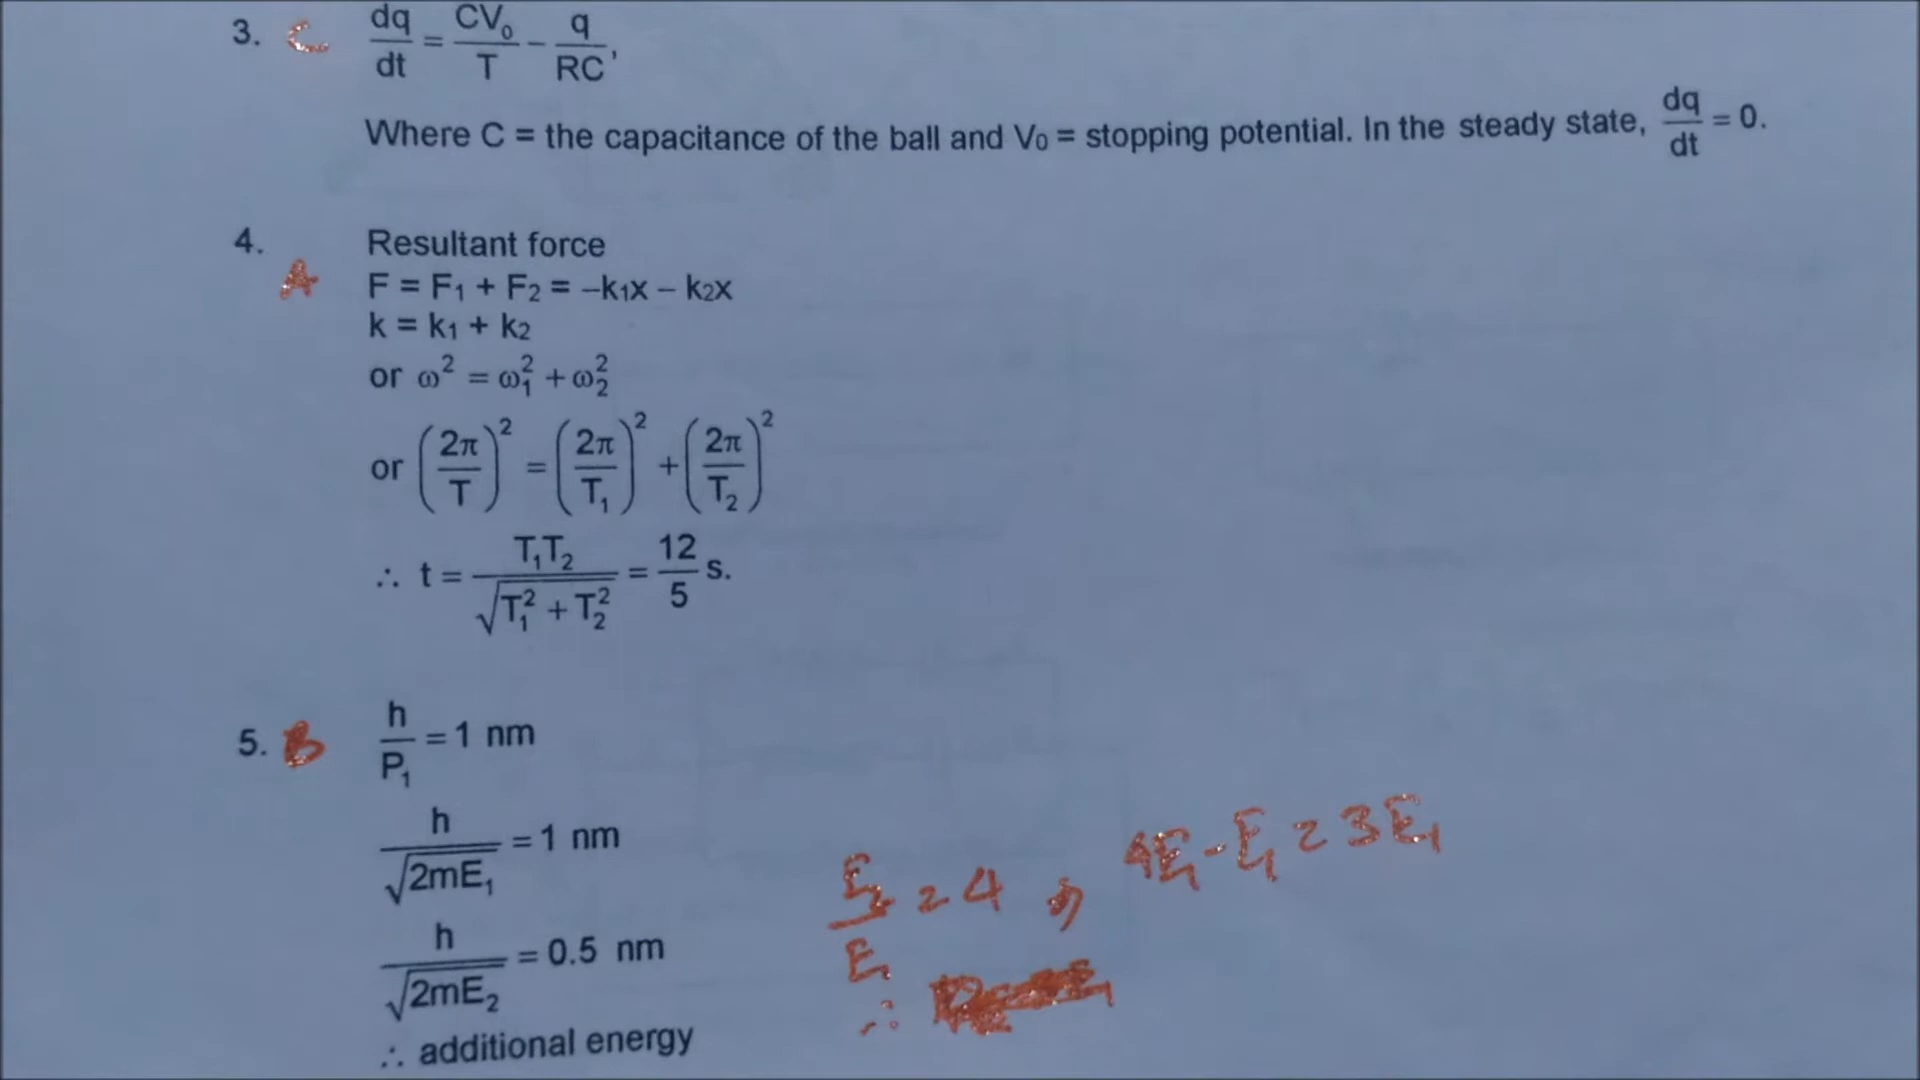 3. C dq/dt = CV₀/T – q/RC,
Where C = the capacitance of the ball and V₀ = stopping potential. In the steady state, dq/dt = 0.
4. Resultant force
A F = F₁ + F₂ = –k₁x – k₂x
k = k₁ + k₂
or ω² = ω₁² + ω₂²
or (2π/T)² = (2π/T₁)² + (2π/T₂)²
∴ t = T₁T₂/√(T₁² + T₂²) = 12/5 s.
5. B h/P₁ = 1 nm
h/√(2mE₁) = 1 nm
E₂/E₁ = 4 ⇒ 4E₁ - E₁ = 3E₁
h/√(2mE₂) = 0.5 nm
∴
∴ additional energy